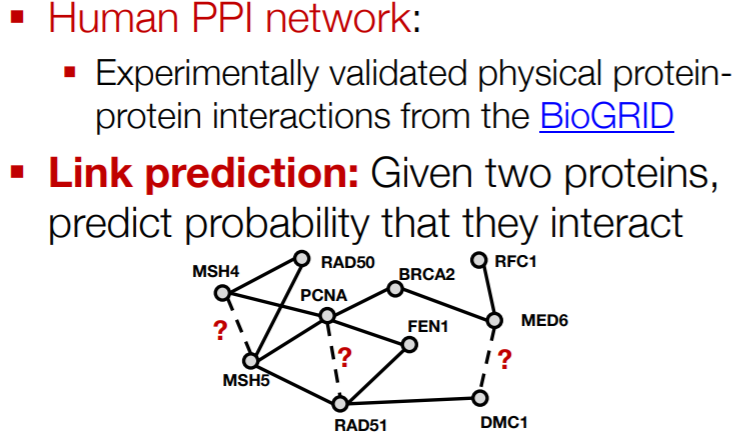 Human PPI network:
Experimentally validated physical protein-
protein interactions from the BioGRID
Link prediction: Given two proteins,
predict probability that they interact
MSH4
RAD50
BRCA2
RFC1
PCNA
FEN1
MED6
?
?
?
MSH5
RAD51
DMC1